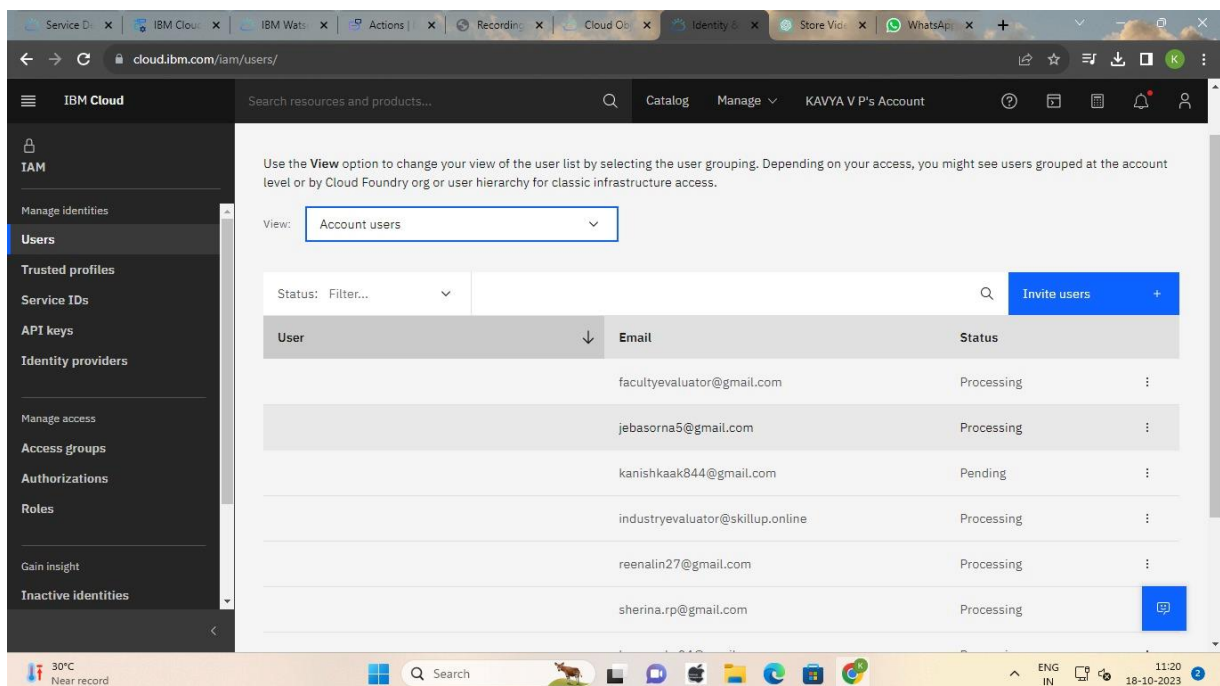 Service D
IBM Clou
IBM Wats
Actions |
Recording
Cloud Ob
Identity &
Store Vide
WhatsApp
cloud.ibm.com/iam/users/
K
IBM Cloud
Search resources and products...
Catalog
Manage
KAVYA V P's Account
IAM
Use the View option to change your view of the user list by selecting the user grouping. Depending on your access, you might see users grouped at the account
level or by Cloud Foundry org or user hierarchy for classic infrastructure access.
Manage identities
Users
Trusted profiles
Service IDs
API keys
Identity providers
Manage access
Access groups
Authorizations
Roles
Gain insight
Inactive identities
View:
Account users
Status: Filter...
Invite users +
User
Email
Status
facultyevaluator@gmail.com
Processing
jebasorna5@gmail.com
Processing
kanishkaak844@gmail.com
Pending
industryevaluator@skillup.online
Processing
reenalin27@gmail.com
Processing
sherina.rp@gmail.com
Processing
30°C
Near record
Search
ENG
IN
11:20
18-10-2023
2